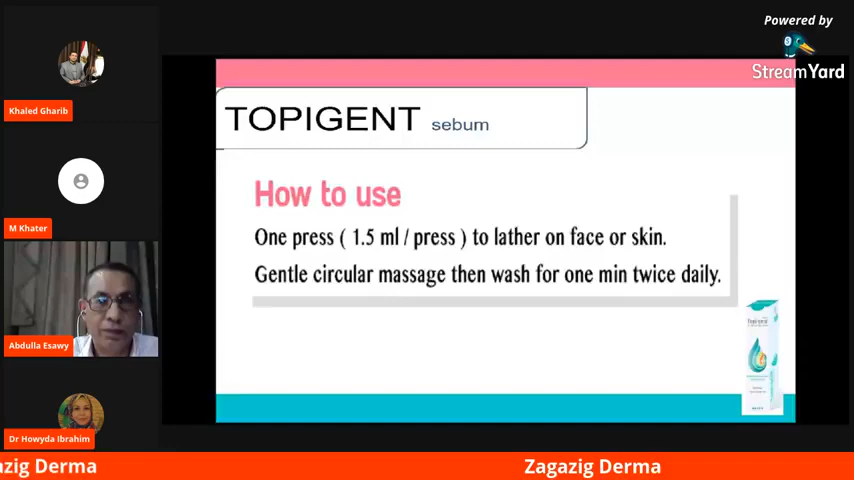 Powered by
StreamYard
Khaled Gharib
M Khater
Abdulla Esawy
Dr Howyda Ibrahim
TOPIGENT sebum
How to use
One press ( 1.5 ml / press ) to lather on face or skin.
Gentle circular massage then wash for one min twice daily.
azig Derma
Zagazig Derma